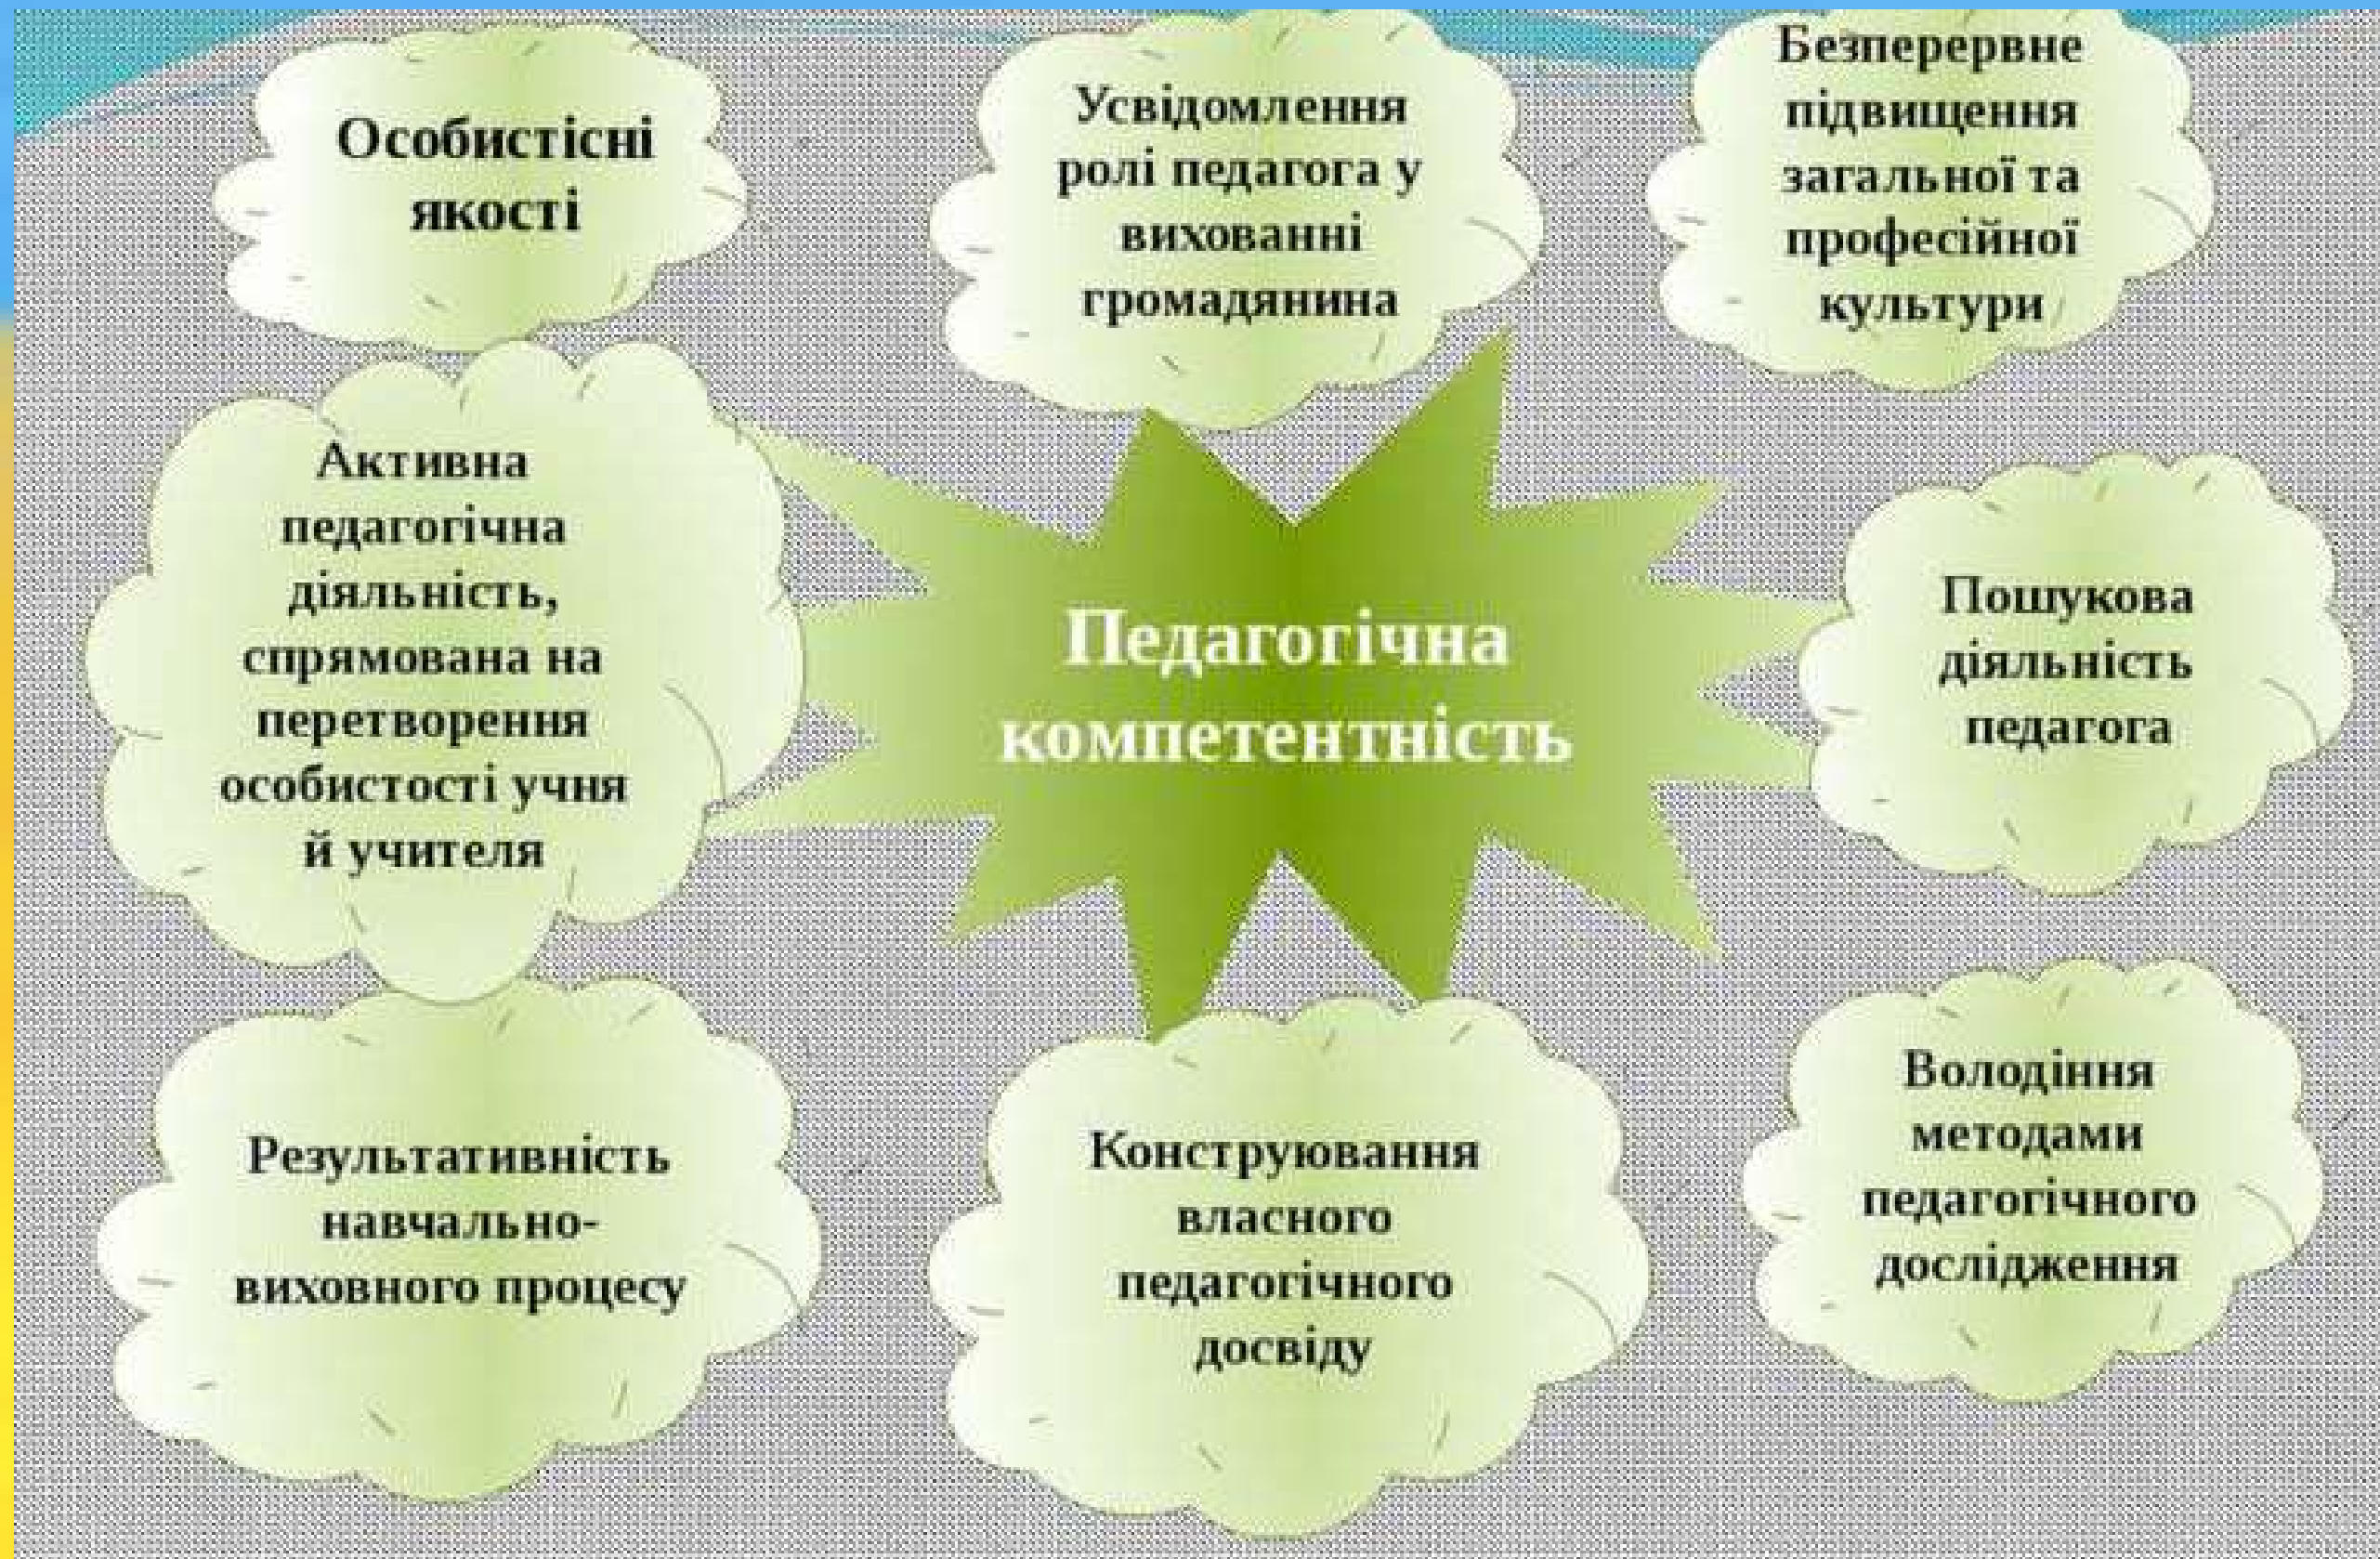 Особистісні
якості
Усвідомлення
ролі педагога у
вихованні
громадянина
Безперервне
підвищення
загальної та
професійної
культури
Активна
педагогічна
діяльність,
спрямована на
перетворення
особистості учня
й учителя
Педагогічна
компетентність
Пошукова
діяльність
педагога
Результативність
навчально-
виховного процесу
Конструювання
власного
педагогічного
досвіду
Володіння
методами
педагогічного
дослідження